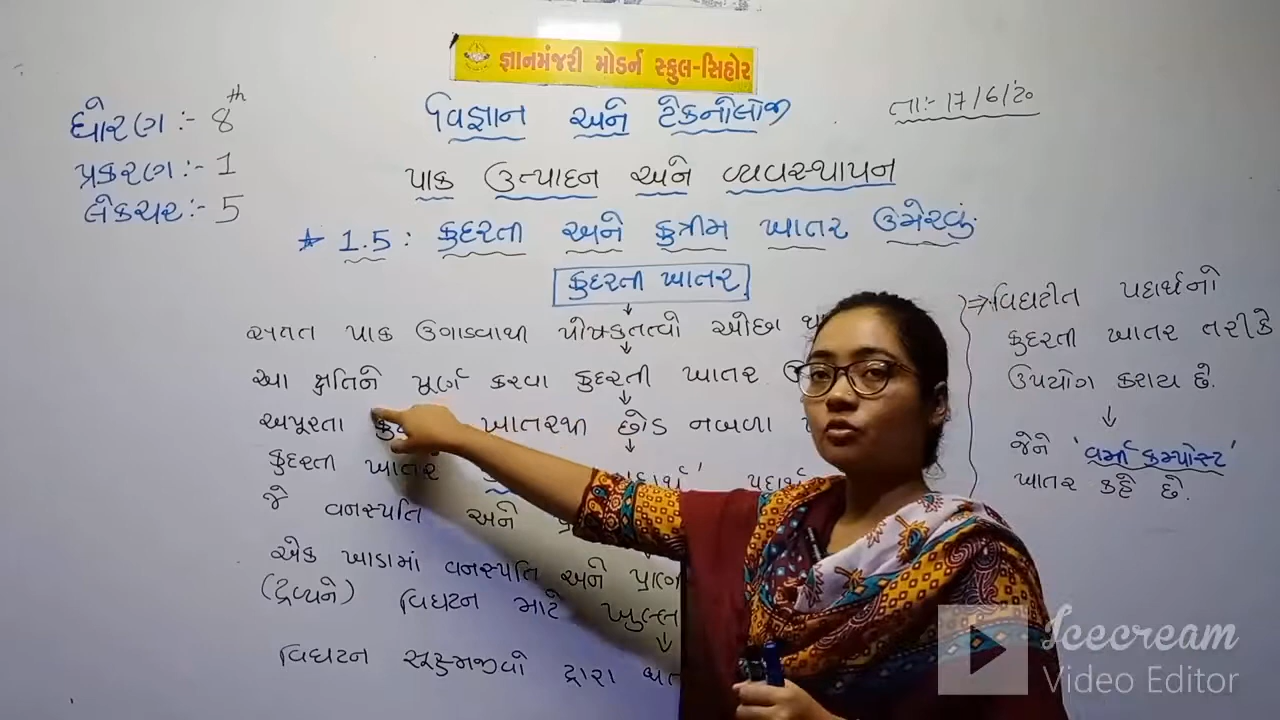 જ્ઞાનમંજરી મોડર્ન સ્કુલ-સિહોર
ધોરણ :- 8th
પ્રકરણ :- 1
લેકચર :- 5
વિજ્ઞાન અને ટેકનોલોજી
તા:- 17/6/'20
પાક ઉત્પાદન અને વ્યવસ્થાપન
★ 1.5 : કુદરતી અને કુત્રીમ ખાતર ઉમેરવું.
કુદરતી ખાતર
↓
સતત પાક ઉગાડવાથી પોષકતત્વો ઓછા
↓
આ ક્ષતિને પૂર્ણ કરવા કુદરતી ખાતર
↓
અપૂરતા ખાતરથી છોડ નબળા
↓
કુદરતી ખાતર
જે વનસ્પતિ અને
એક ખાડામાં વનસ્પતિ અને
(દ્રવ્યને) વિઘટન માટે
↓
વિઘટન સૂક્ષ્મજીવો દ્વારા
⇒ વિઘટીત પદાર્થનો
કુદરતી ખાતર તરીકે
ઉપયોગ કરાય છે.
↓
જેને 'વર્મી કમ્પોસ્ટ'
ખાતર કહે છે.
Icecream
Video Editor